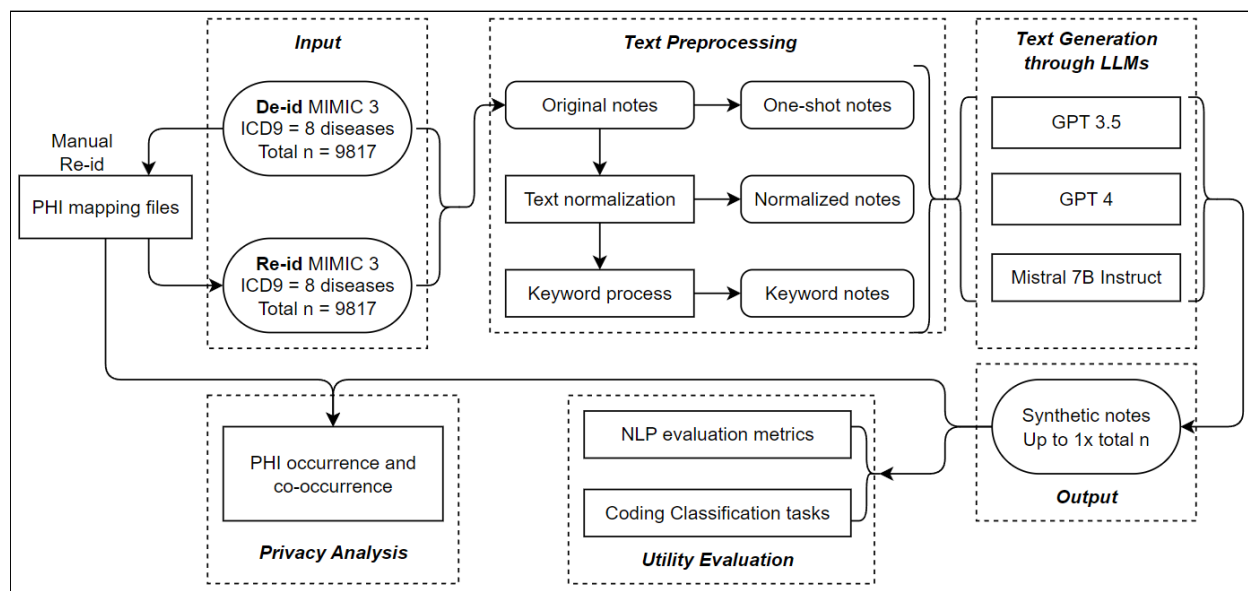 Input
De-id MIMIC 3
ICD9 = 8 diseases
Total n = 9817
Manual
Re-id
PHI mapping files
Re-id MIMIC 3
ICD9 = 8 diseases
Total n = 9817
Text Preprocessing
Original notes
One-shot notes
Text normalization
Normalized notes
Keyword process
Keyword notes
Text Generation
through LLMs
GPT 3.5
GPT 4
Mistral 7B Instruct
PHI occurrence and
co-occurrence
Privacy Analysis
NLP evaluation metrics
Coding Classification tasks
Utility Evaluation
Synthetic notes
Up to 1x total n
Output